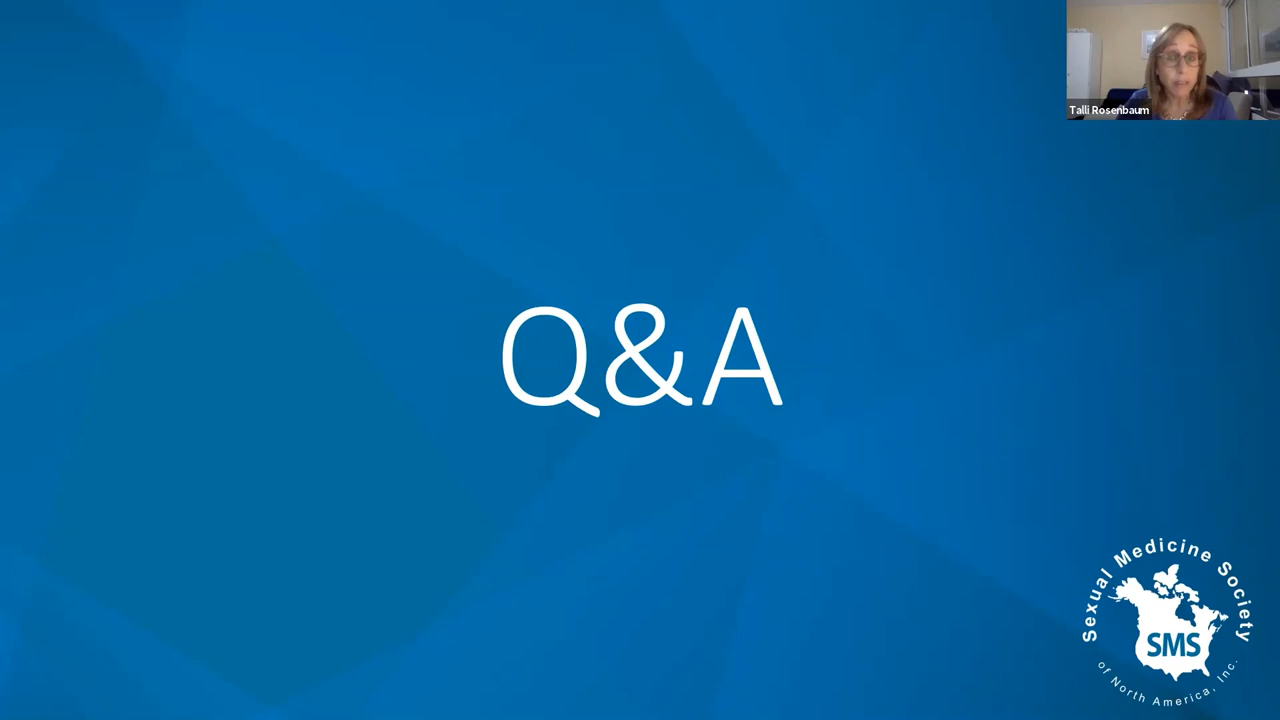 Talli Rosenbaum
Q&A
Sexual Medicine Society
SMS
of North America, Inc.